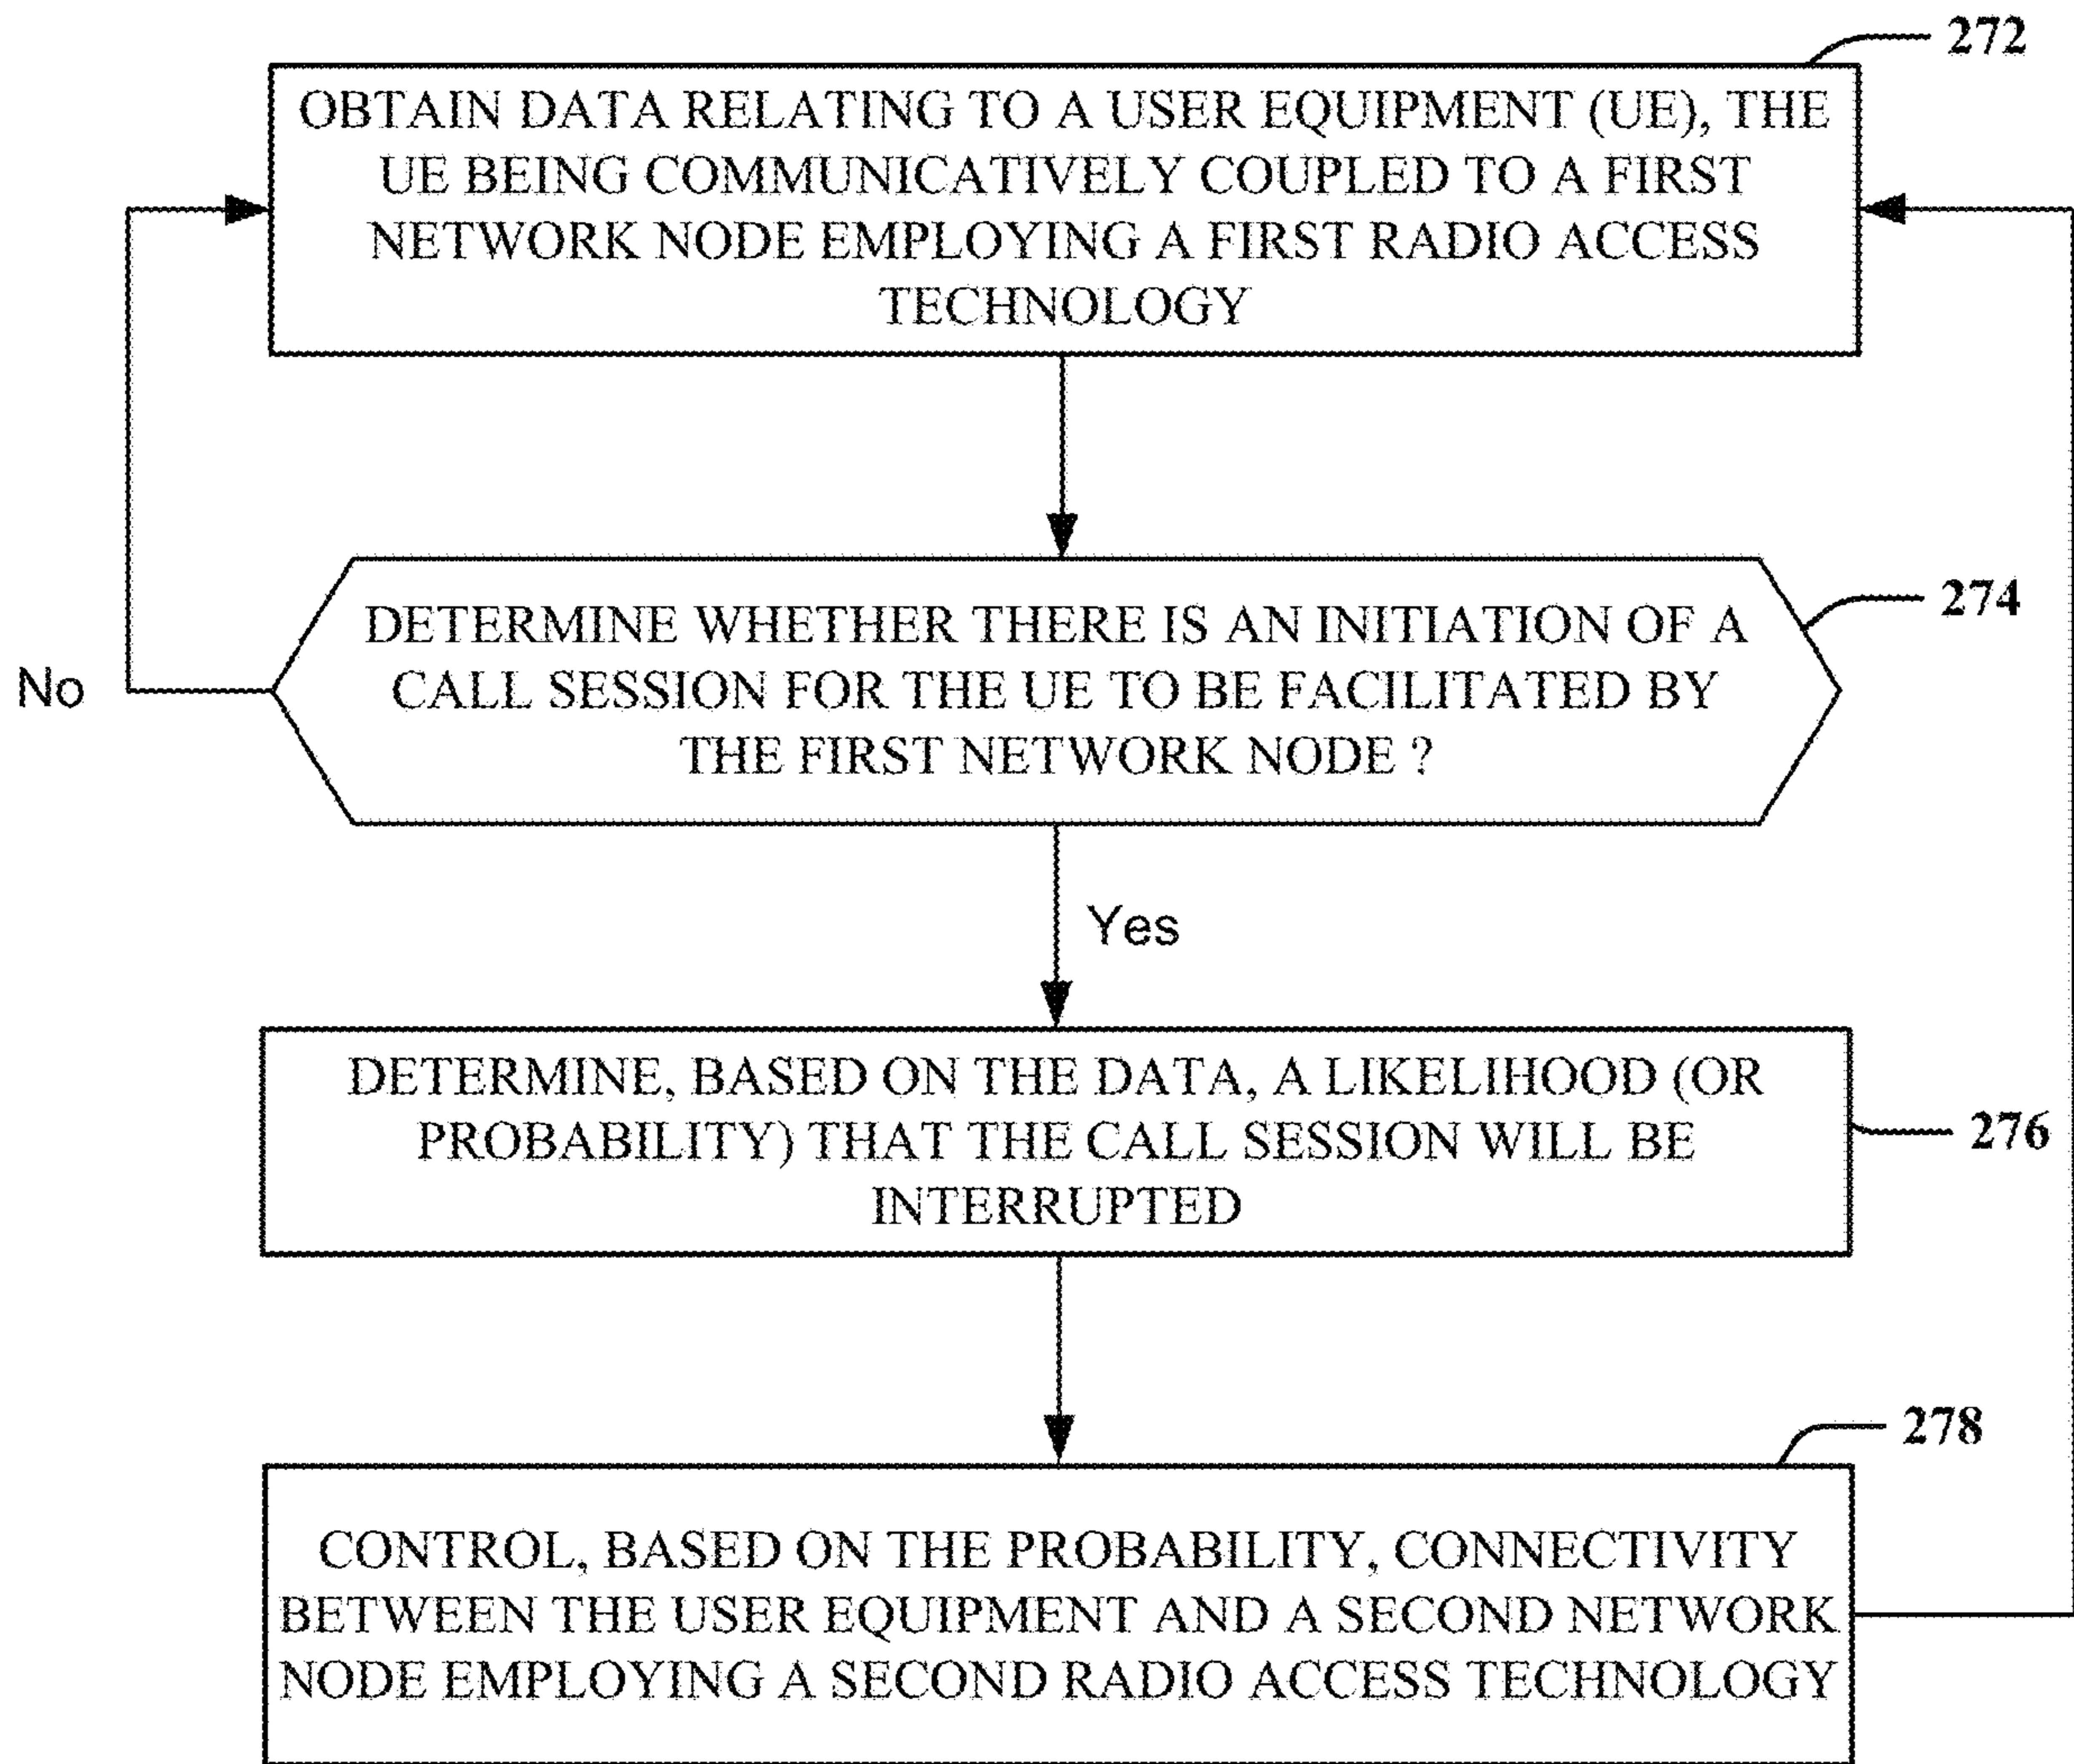 272
OBTAIN DATA RELATING TO A USER EQUIPMENT (UE), THE
UE BEING COMMUNICATIVELY COUPLED TO A FIRST
NETWORK NODE EMPLOYING A FIRST RADIO ACCESS
TECHNOLOGY
274
DETERMINE WHETHER THERE IS AN INITIATION OF A
CALL SESSION FOR THE UE TO BE FACILITATED BY
THE FIRST NETWORK NODE ?
No
Yes
DETERMINE, BASED ON THE DATA, A LIKELIHOOD (OR
PROBABILITY) THAT THE CALL SESSION WILL BE
INTERRUPTED
276
278
CONTROL, BASED ON THE PROBABILITY, CONNECTIVITY
BETWEEN THE USER EQUIPMENT AND A SECOND NETWORK
NODE EMPLOYING A SECOND RADIO ACCESS TECHNOLOGY